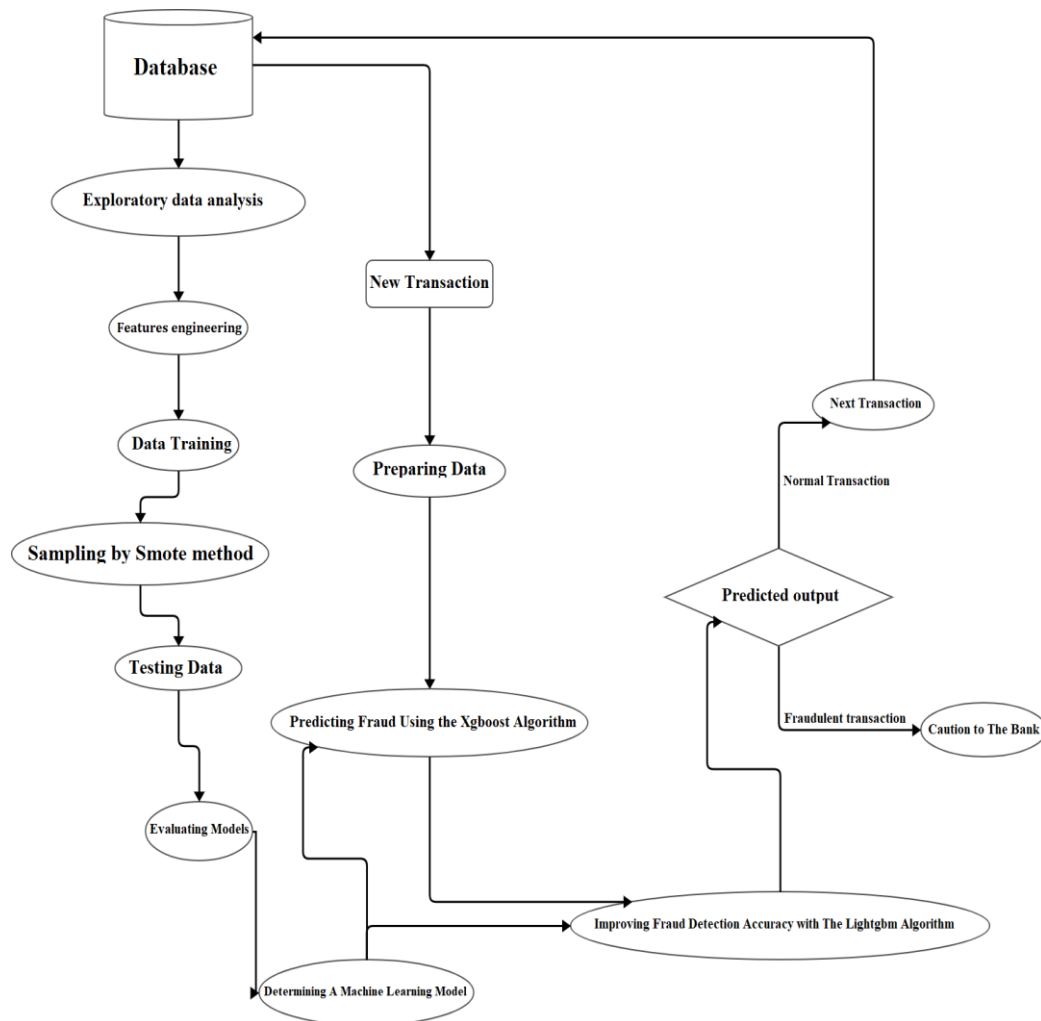 Database
Exploratory data analysis
New Transaction
Features engineering
Next Transaction
Data Training
Preparing Data
Normal Transaction
Sampling by Smote method
Predicted output
Testing Data
Predicting Fraud Using the Xgboost Algorithm
Fraudulent transaction
Caution to The Bank
Evaluating Models
Improving Fraud Detection Accuracy with The Lightgbm Algorithm
Determining A Machine Learning Model